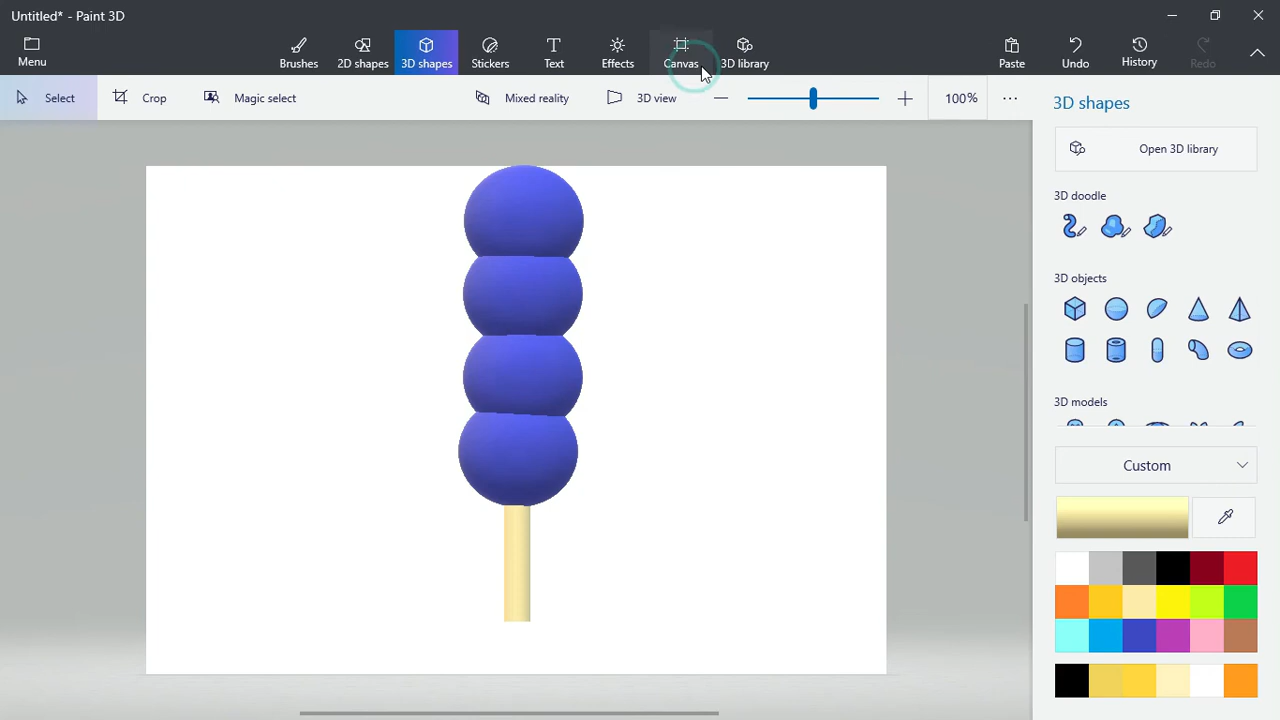 Untitled* - Paint 3D
Menu
Brushes
2D shapes
3D shapes
Stickers
Text
Effects
Canvas
3D library
Paste
Undo
History
Redo
Select
Crop
Magic select
Mixed reality
3D view
100%
3D shapes
Open 3D library
3D doodle
3D objects
3D models
Custom